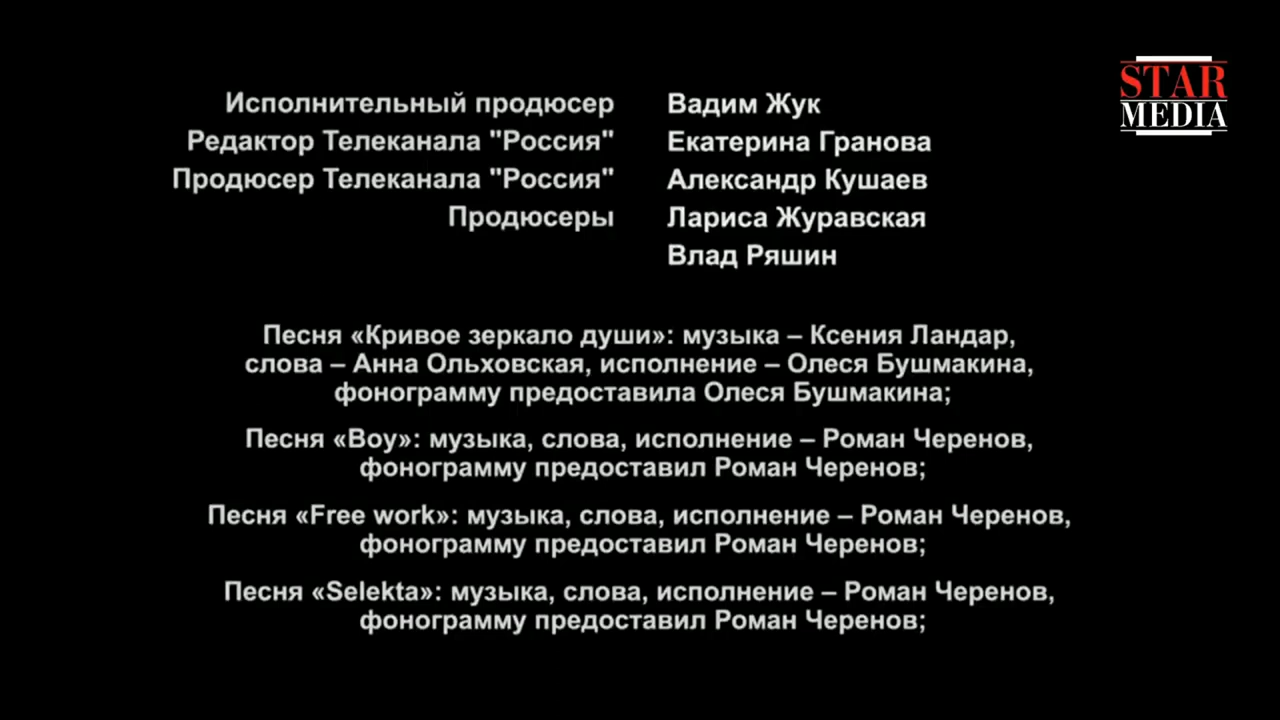 STAR
MEDIA
Исполнительный продюсер Вадим Жук
Редактор Телеканала "Россия" Екатерина Гранова
Продюсер Телеканала "Россия" Александр Кушаев
Продюсеры Лариса Журавская
Влад Ряшин
Песня «Кривое зеркало души»: музыка – Ксения Ландар,
слова – Анна Ольховская, исполнение – Олеся Бушмакина,
фонограмму предоставила Олеся Бушмакина;
Песня «Boy»: музыка, слова, исполнение – Роман Черенов,
фонограмму предоставил Роман Черенов;
Песня «Free work»: музыка, слова, исполнение – Роман Черенов,
фонограмму предоставил Роман Черенов;
Песня «Selekta»: музыка, слова, исполнение – Роман Черенов,
фонограмму предоставил Роман Черенов;